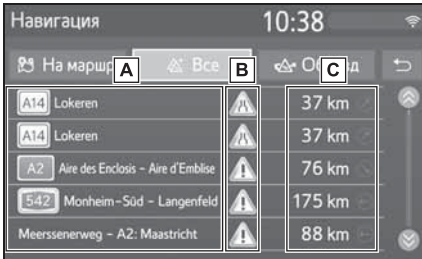 Навигация 10:38
На маршр A Все B Об C д
A14 Lokeren 37 km
A14 Lokeren 37 km
A2 Aire des Enclosis - Aire d'Emblise 76 km
542 Monheim-Süd - Langenfeld 175 km
Meerssenerweg - A2: Maastricht 88 km